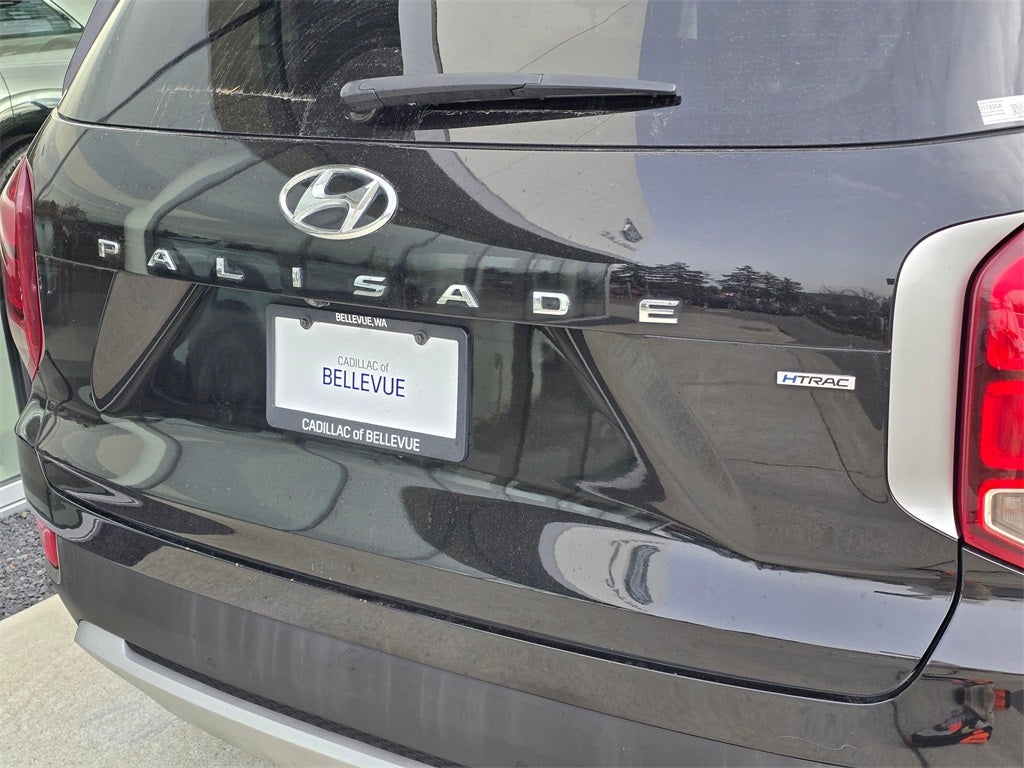 PALISADE
BELLEVUE, WA
CADILLAC of
BELLEVUE
CADILLAC of BELLEVUE
HTRAC